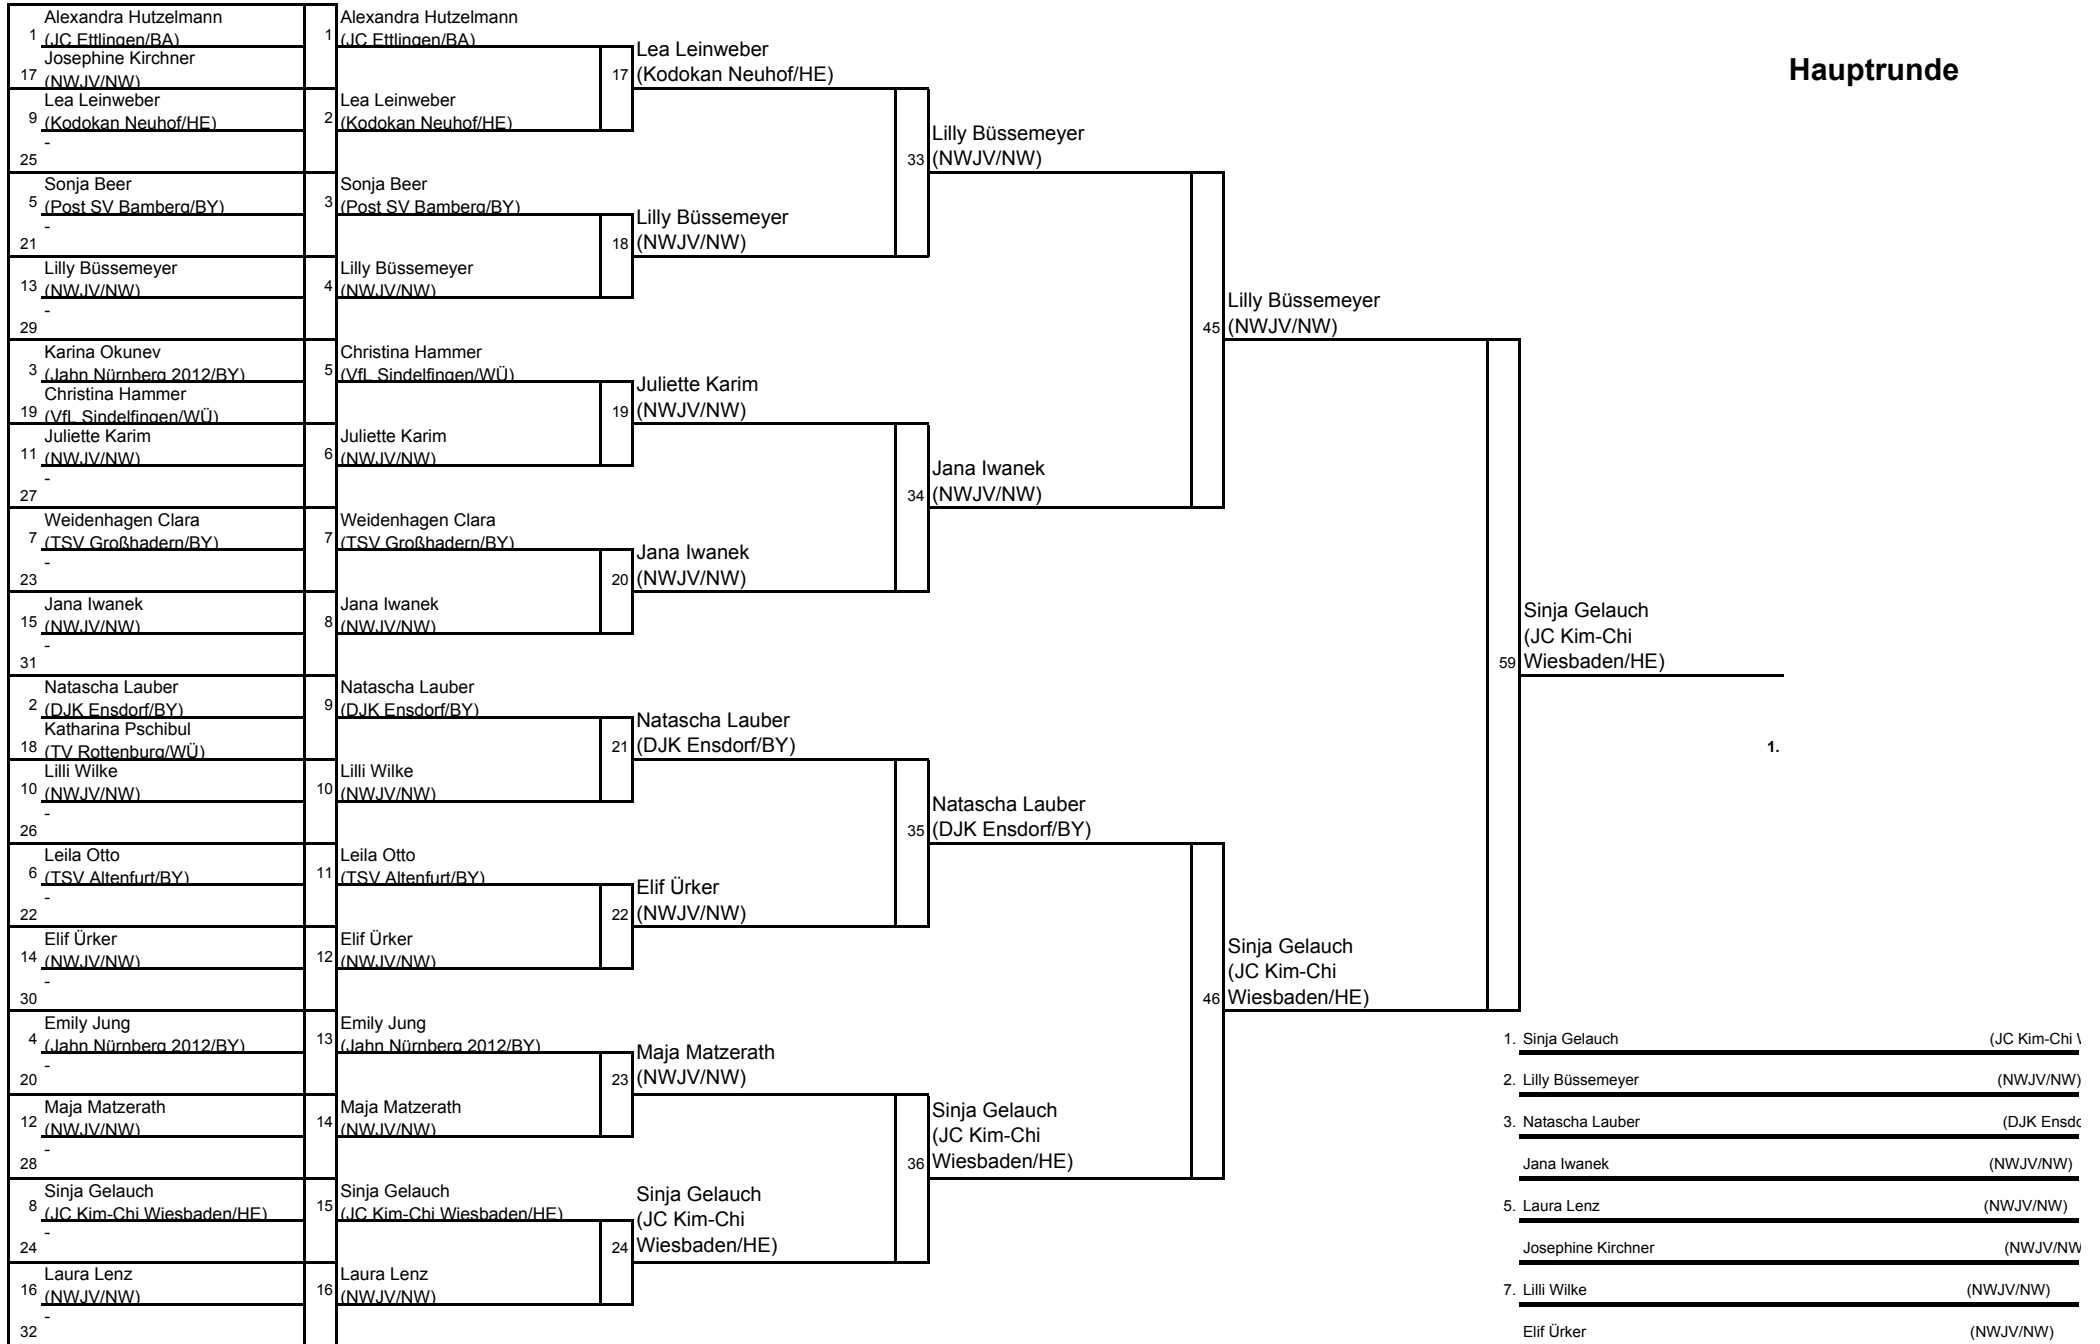 Hauptrunde
1 Alexandra Hutzelmann
(JC Ettlingen/BA)
17 Josephine Kirchner
(NWJV/NW)
9 Lea Leinweber
(Kodokan Neuhof/HE)
25 -
5 Sonja Beer
(Post SV Bamberg/BY)
21 -
13 Lilly Büssemeyer
(NWJV/NW)
29 -
3 Karina Okunev
(Jahn Nürnberg 2012/BY)
19 Christina Hammer
(VfL Sindelfingen/WÜ)
11 Juliette Karim
(NWJV/NW)
27 -
7 Weidenhagen Clara
(TSV Großhadern/BY)
23 -
15 Jana Iwanek
(NWJV/NW)
31 -
2 Natascha Lauber
(DJK Ensdorf/BY)
18 Katharina Pschibul
(TV Rottenburg/WÜ)
10 Lilli Wilke
(NWJV/NW)
26 -
6 Leila Otto
(TSV Altenfurt/BY)
22 -
14 Elif Ürker
(NWJV/NW)
30 -
4 Emily Jung
(Jahn Nürnberg 2012/BY)
20 -
12 Maja Matzerath
(NWJV/NW)
28 -
8 Sinja Gelauch
(JC Kim-Chi Wiesbaden/HE)
24 -
16 Laura Lenz
(NWJV/NW)
32 -
1 Alexandra Hutzelmann
(JC Ettlingen/BA)
2 Lea Leinweber
(Kodokan Neuhof/HE)
3 Sonja Beer
(Post SV Bamberg/BY)
4 Lilly Büssemeyer
(NWJV/NW)
5 Christina Hammer
(VfL Sindelfingen/WÜ)
6 Juliette Karim
(NWJV/NW)
7 Weidenhagen Clara
(TSV Großhadern/BY)
8 Jana Iwanek
(NWJV/NW)
9 Natascha Lauber
(DJK Ensdorf/BY)
10 Lilli Wilke
(NWJV/NW)
11 Leila Otto
(TSV Altenfurt/BY)
12 Elif Ürker
(NWJV/NW)
13 Emily Jung
(Jahn Nürnberg 2012/BY)
14 Maja Matzerath
(NWJV/NW)
15 Sinja Gelauch
(JC Kim-Chi Wiesbaden/HE)
16 Laura Lenz
(NWJV/NW)
Lea Leinweber
17 (Kodokan Neuhof/HE)
Lilly Büssemeyer
18 (NWJV/NW)
Juliette Karim
19 (NWJV/NW)
Jana Iwanek
20 (NWJV/NW)
Natascha Lauber
21 (DJK Ensdorf/BY)
Elif Ürker
22 (NWJV/NW)
Maja Matzerath
23 (NWJV/NW)
Sinja Gelauch
(JC Kim-Chi
24 Wiesbaden/HE)
Lilly Büssemeyer
33 (NWJV/NW)
Jana Iwanek
34 (NWJV/NW)
Natascha Lauber
35 (DJK Ensdorf/BY)
Sinja Gelauch
(JC Kim-Chi
36 Wiesbaden/HE)
Lilly Büssemeyer
45 (NWJV/NW)
Sinja Gelauch
(JC Kim-Chi
46 Wiesbaden/HE)
Sinja Gelauch
(JC Kim-Chi
59 Wiesbaden/HE)
1.
1. Sinja Gelauch (JC Kim-Chi
2. Lilly Büssemeyer (NWJV/NW)
3. Natascha Lauber (DJK
Jana Iwanek (NWJV/NW)
5. Laura Lenz (NWJV/NW)
Josephine Kirchner (NWJV/NW
7. Lilli Wilke (NWJV/NW)
Elif Ürker (NWJV/NW)